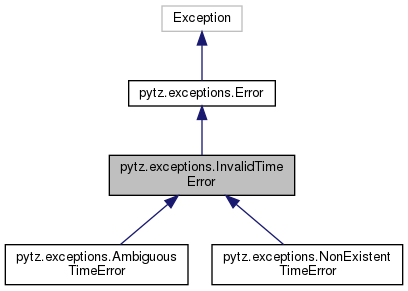 Exception
pytz.exceptions.Error
pytz.exceptions.InvalidTime
Error
pytz.exceptions.Ambiguous
TimeError
pytz.exceptions.NonExistent
TimeError